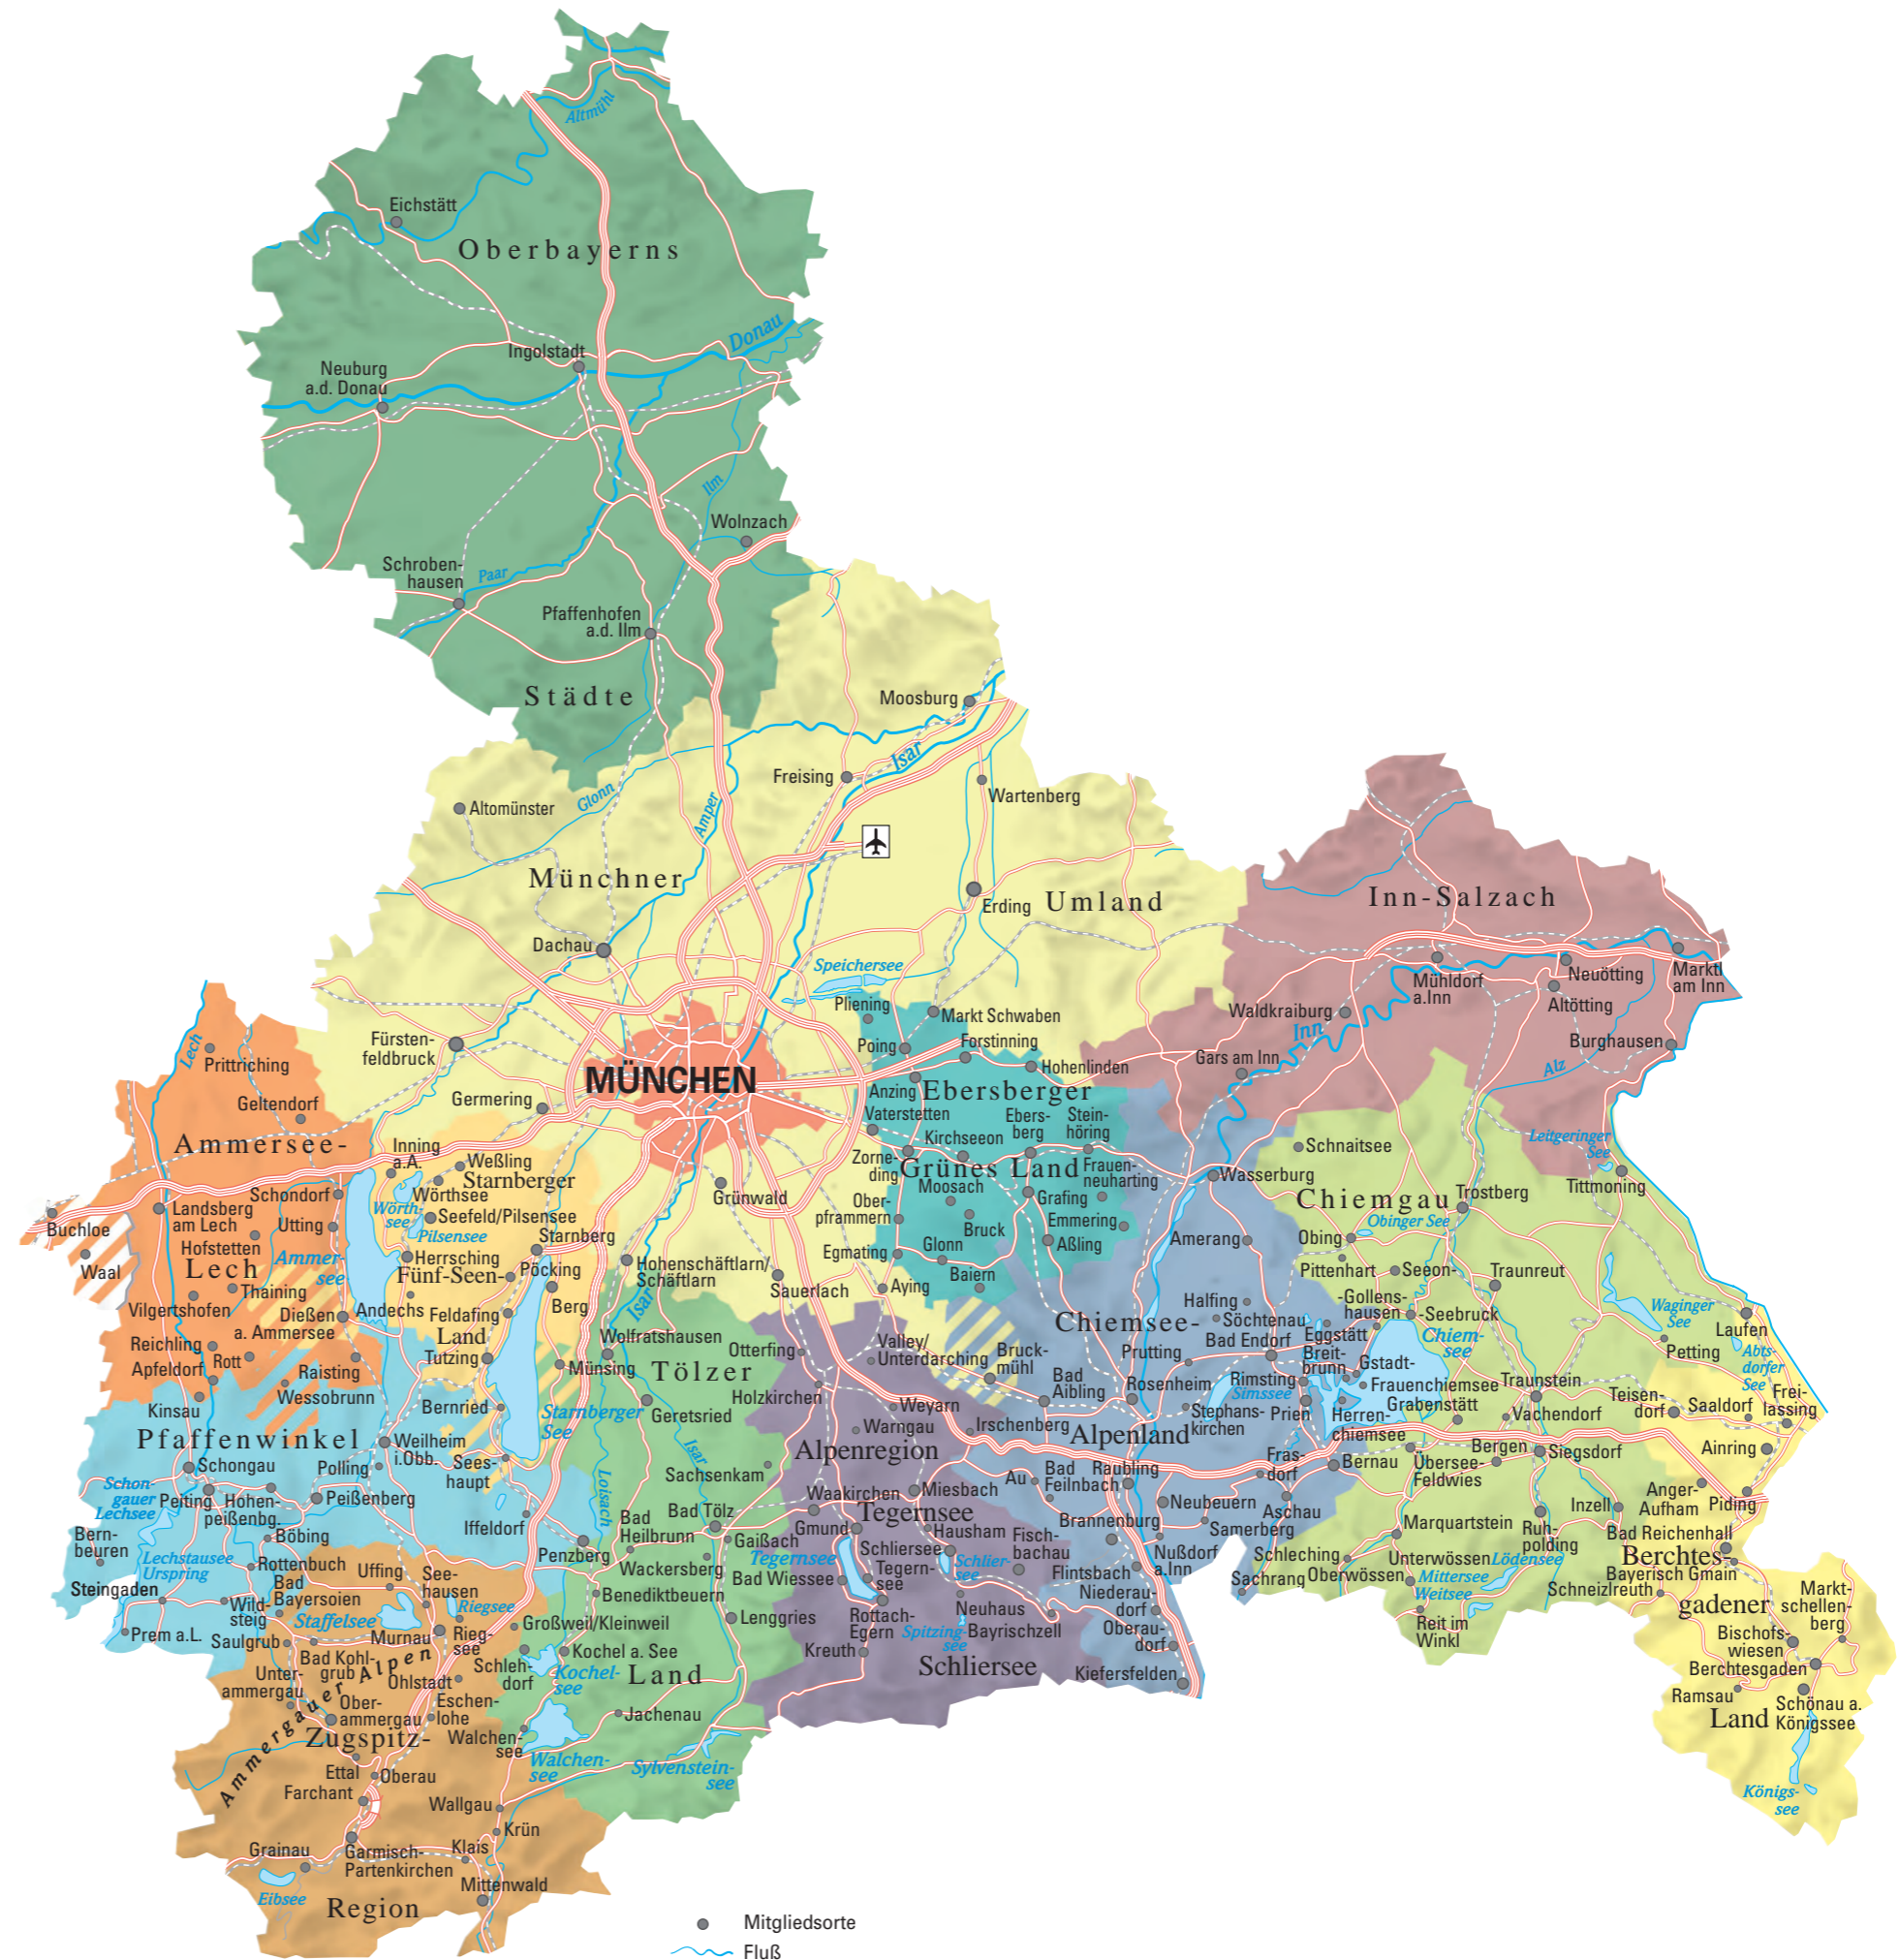 Altmühl
Eichstätt
Oberbayerns
Donau
Ingolstadt
Neuburg
a.d. Donau
Ilm
Wolnzach
Schroben-
hausen
Paar
Pfaffenhofen
a.d. Ilm
Städte
Moosburg
Isar
Freising
Wartenberg
Altomünster
Glonn
Amper
Münchner
Umland
Erding
Inn-Salzach
Dachau
Speichersee
Mühldorf
a.Inn
Neuötting
Marktl
am Inn
Altötting
Pliening
Markt Schwaben
Waldkraiburg
Inn
Lech
Prittriching
Fürsten-
feldbruck
Poing
Forstinning
Burghausen
Gars am Inn
Hohenlinden
Alz
MÜNCHEN
Anzing
Ebersberger
Geltendorf
Germering
Vaterstetten
Ebers-
berg
Stein-
höring
Ammersee-
Inning
a.A.
Kirchseeon
Schnaitsee
Leitgeringer
See
Weßling
Starnberger
Zorne-
ding
Grünes Land
Frauen-
neuharting
Wasserburg
Tittmoning
Schondorf
Wörthsee
Grünwald
Moosach
Grafing
Chiemgau
Trostberg
Landsberg
am Lech
Wörth-
see
Seefeld/Pilsensee
Pilsensee
Ober-
pframmern
Bruck
Emmering
Obinger See
Buchloe
Utting
Starnberg
Amerang
Obing
Waal
Hofstetten
Ammer-
see
Herrsching
Hohenschäftlarn/
Schäftlarn
Egmating
Glonn
Aßling
Lech
Fünf-Seen-
Pöcking
Baiern
Pittenhart
Seeon-
Traunreut
Thaining
Sauerlach
Aying
Vilgertshofen
Dießen
a. Ammersee
Andechs
Feldafing
Berg
Isar
Halfing
-Gollens-
hausen
-Seebruck
Waginger
See
Söchtenau
Chiemsee-
Eggstätt
Chiem-
see
Laufen
Reichling
Land
Wolfratshausen
Otterfing
Valley/
Unterdarching
Bruck-
mühl
Bad Endorf
Petting
Abts-
dorfer
See
Apfeldorf
Rott
Raisting
Tutzing
Münsing
Tölzer
Prutting
Breit-
brunn
Gstadt-
Kinsau
Wessobrunn
Bernried
Holzkirchen
Bad
Aibling
Rosenheim
Rimsting
Simssee
Frauenchiemsee
Traunstein
Teisen-
dorf
Saaldorf
Frei-
lassing
Starnberger
See
Geretsried
Weyarn
Stephans-
kirchen
Prien
Grabenstätt
Vachendorf
Warngau
Irschenberg
Herren-
chiemsee
Pfaffenwinkel
Weilheim
i.Obb.
Isar
Alpenregion
Alpenland
Bergen
Siegsdorf
Ainring
Schongau
Polling
Sees-
haupt
Sachsenkam
Fras-
dorf
Bernau
Übersee-
Feldwies
Schon-
gauer
Lechsee
Peiting
Hohen-
peißenbg.
Peißenberg
Loisach
Au
Bad
Feilnbach
Raubling
Anger-
Aufham
Piding
Waakirchen
Miesbach
Neubeuern
Aschau
Inzell
Iffeldorf
Bad
Heilbrunn
Bad Tölz
Tegernsee
Brannenburg
Samerberg
Marquartstein
Ruh-
polding
Bern-
beuren
Böbing
Gmund
Hausham
Bad Reichenhall
Gaißach
Schliersee
Fisch-
bachau
Penzberg
Tegernsee
Schlier-
see
Nußdorf
a.Inn
Schleching
Unterwössen
Lödensee
Berchtes-
Lechstausee
Urspring
Rottenbuch
Uffing
See-
hausen
Wackersberg
Bad Wiessee
Tegern-
see
Flintsbach
Sachrang
Oberwössen
Mittersee
Bayerisch Gmain
Steingaden
Bad
Bayersoien
Benediktbeuern
Niederau-
dorf
Weitsee
Schneizlreuth
Markt-
schellen-
berg
Wild-
steig
Staffelsee
Riegsee
Großweil/Kleinweil
Lenggries
Rottach-
Egern
Neuhaus
gadener
Prem a.L.
Saulgrub
Murnau
Rieg-
see
Spitzing-
see
Bayrischzell
Oberau-
dorf
Reit im
Winkl
Bischofs-
wiesen
Bad Kohl-
grub
Kochel a. See
Kreuth
Schliersee
Kiefersfelden
Berchtesgaden
Unter-
ammergau
Ohlstadt
Schleh-
dorf
Kochel-
see
Land
Ammergauer Alpen
Ober-
ammergau
Eschen-
lohe
Jachenau
Ramsau
Schönau a.
Königssee
Land
Zugspitz-
Walchen-
see
Walchen-
see
Sylvenstein-
see
Ettal
Oberau
Königs-
see
Farchant
Wallgau
Krün
Grainau
Garmisch-
Partenkirchen
Klais
Eibsee
Mittenwald
Region
Mitgliedsorte
Fluß